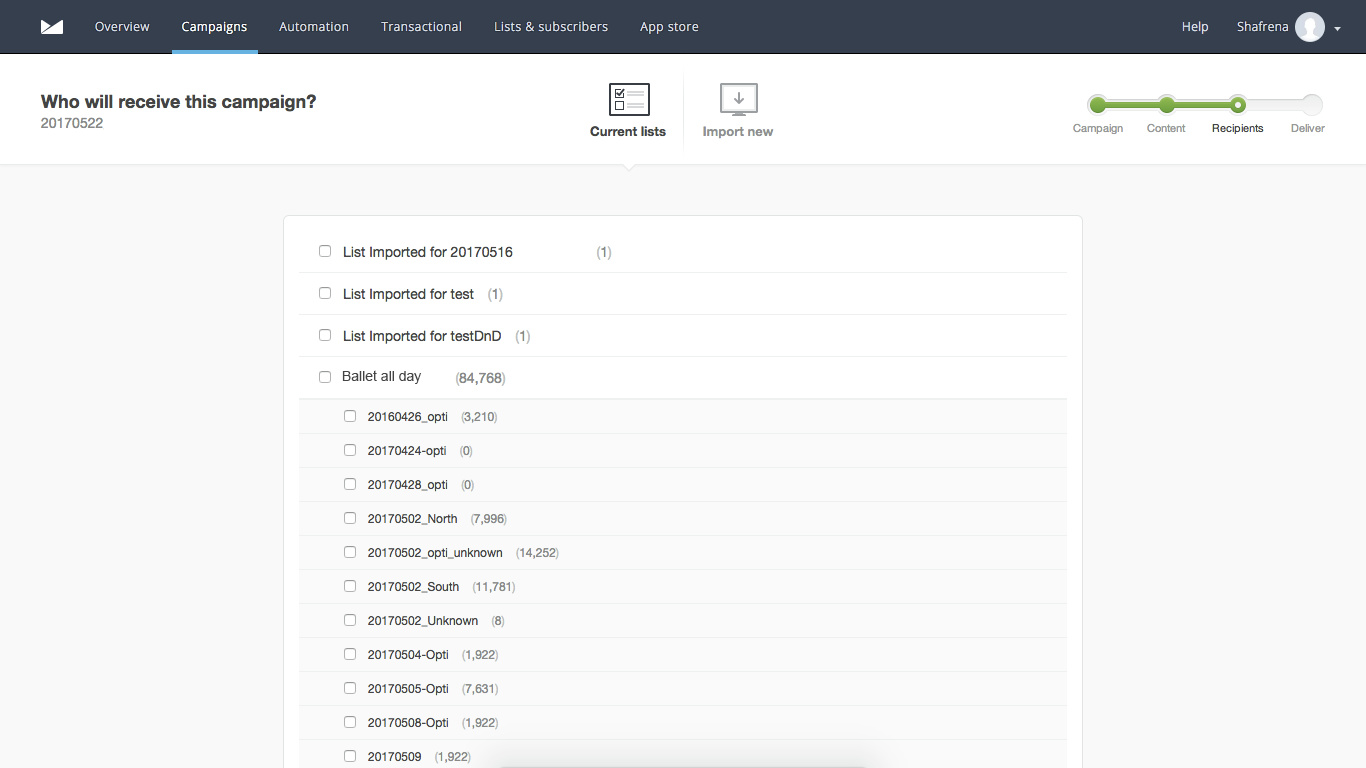 Overview Campaigns Automation Transactional Lists & subscribers App store Help Shafrena
Who will receive this campaign?
20170522
Current lists
Import new
Campaign Content Recipients Deliver
List Imported for 20170516 (1)
List Imported for test (1)
List Imported for testDnD (1)
Ballet all day (84,768)
20160426_opti (3,210)
20170424-opti (0)
20170428_opti (0)
20170502_North (7,996)
20170502_opti_unknown (14,252)
20170502_South (11,781)
20170502_Unknown (8)
20170504-Opti (1,922)
20170505-Opti (7,631)
20170508-Opti (1,922)
20170509 (1,922)